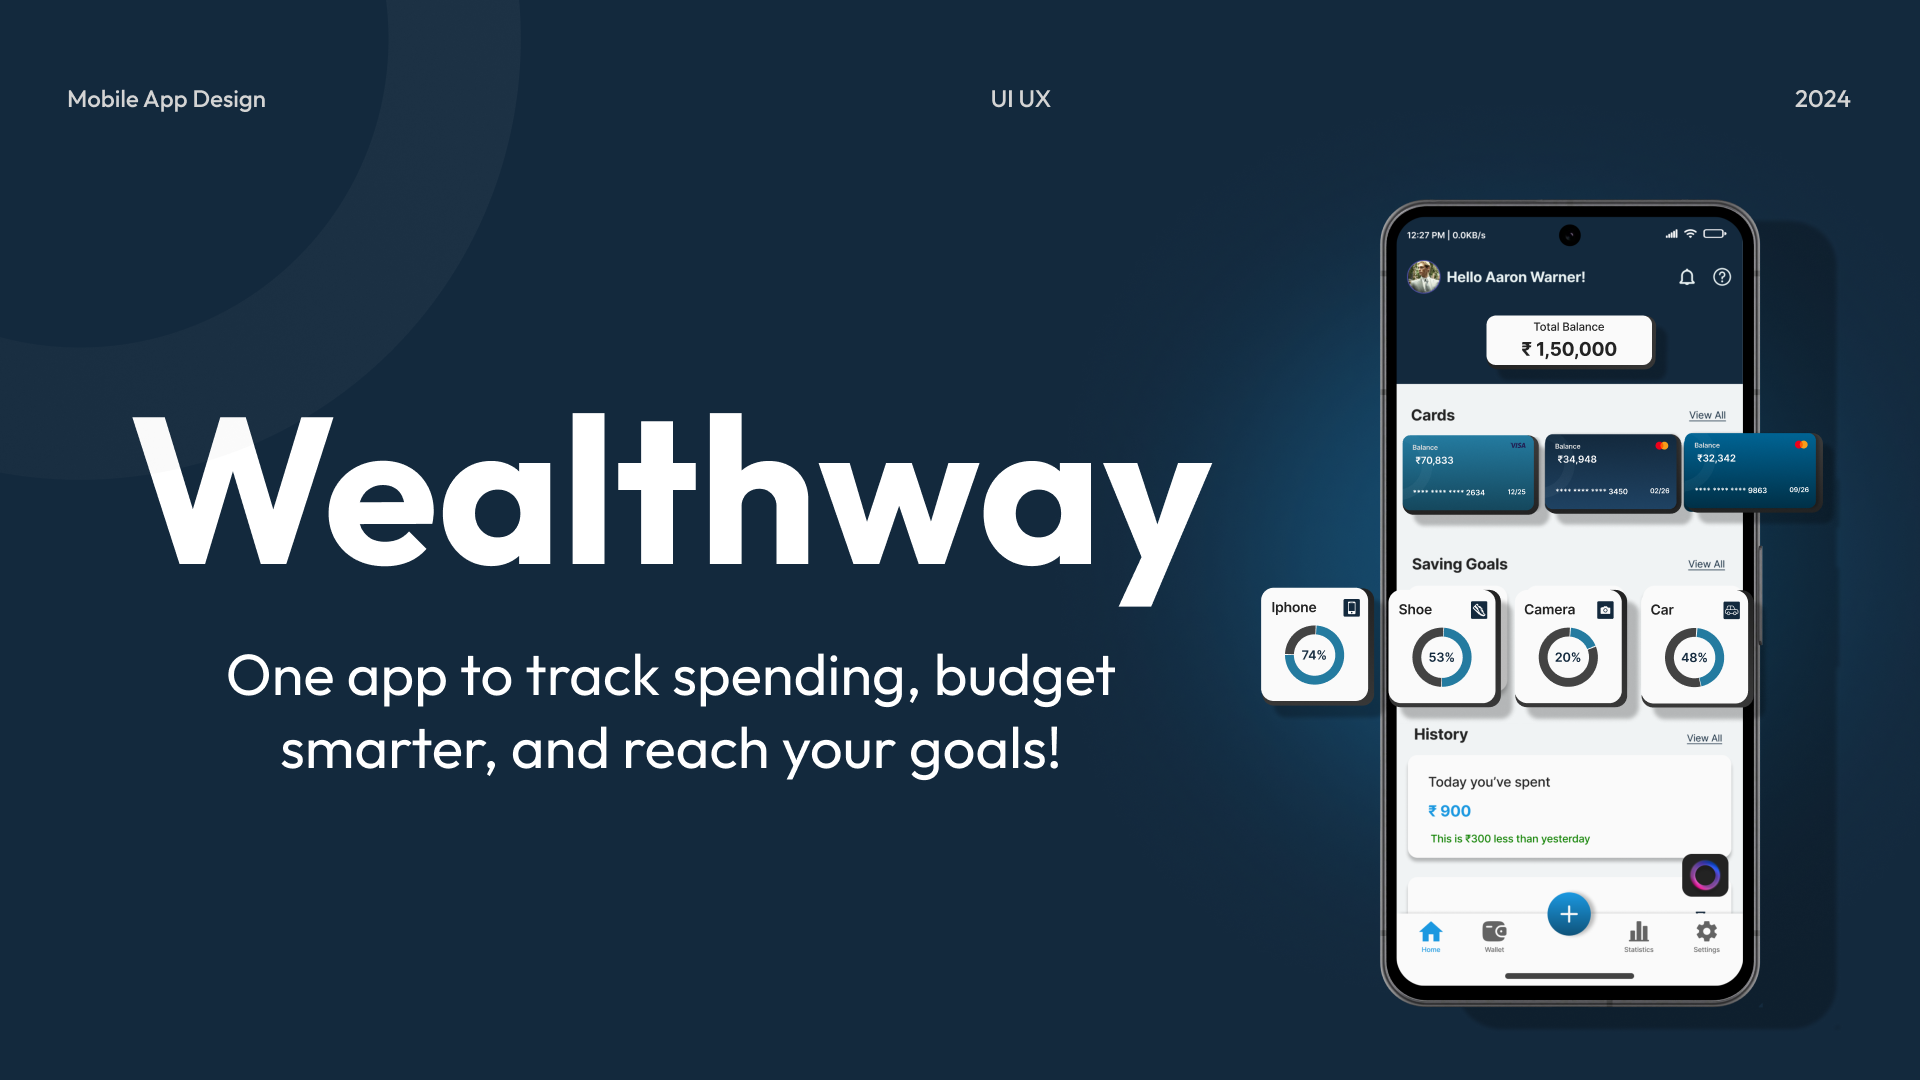 Mobile App Design
UI UX
2024
Wealthway
One app to track spending, budget
smarter, and reach your goals!
12:27 PM | 0.0KB/s
Hello Aaron Warner!
Total Balance
₹ 1,50,000
Cards
View All
Balance
VISA
₹70,833
**** **** **** 2634
12/25
Balance
₹34,948
**** **** **** 3450
02/26
Balance
₹32,342
**** **** **** 9863
09/26
Saving Goals
View All
Iphone
74%
Shoe
53%
Camera
20%
Car
48%
History
View All
Today you've spent
₹ 900
This is ₹300 less than yesterday
Home
Wallet
Statistics
Settings